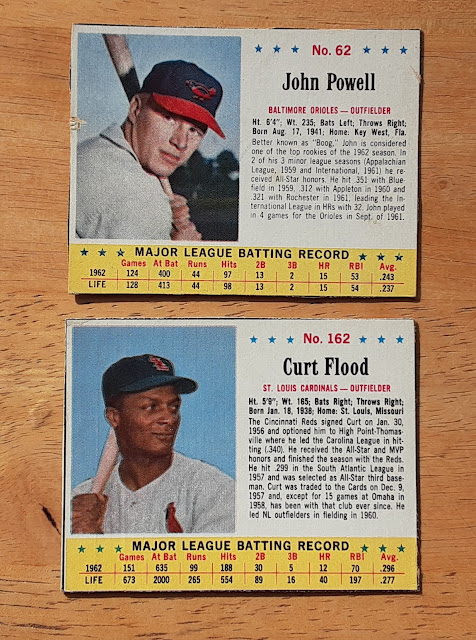 ★ ★ ★ No. 62 ★ ★ ★
John Powell
BALTIMORE ORIOLES — OUTFIELDER
Ht. 6'4"; Wt. 235; Bats Left; Throws Right;
Born Aug. 17, 1941; Home: Key West, Fla.
Better known as "Boog," John is considered
one of the top rookies of the 1962 season. In
2 of his 3 minor league seasons (Appalachian
League, 1959 and International, 1961) he re-
ceived All-Star honors. He hit .351 with Blue-
field in 1959, .312 with Appleton in 1960 and
.321 with Rochester in 1961, leading the In-
ternational League in HRs with 32. John played
in 4 games for the Orioles in Sept. of 1961.
★ ★ ★ MAJOR LEAGUE BATTING RECORD ★ ★ ★
Games At Bat Runs Hits 2B 3B HR RBI Avg.
1962 124 400 44 97 13 2 15 53 .243
LIFE 128 413 44 98 13 2 15 54 .237
★ ★ ★ No. 162 ★ ★ ★
Curt Flood
ST. LOUIS CARDINALS — OUTFIELDER
Ht. 5'9"; Wt. 165; Bats Right; Throws Right;
Born Jan. 18, 1938; Home: St. Louis, Missouri
The Cincinnati Reds signed Curt on Jan. 30,
1956 and optioned him to High Point-Thomas-
ville where he led the Carolina League in hit-
ting (.340). He received the All-Star and MVP
honors and finished the season with the Reds.
He hit .299 in the South Atlantic League in
1957 and was selected as All-Star third base-
man. Curt was traded to the Cards on Dec. 9,
1957 and, except for 15 games at Omaha in
1958, has been with that club ever since. He
led NL outfielders in fielding in 1960.
★ ★ ★ MAJOR LEAGUE BATTING RECORD ★ ★ ★
Games At Bat Runs Hits 2B 3B HR RBI Avg.
1962 151 635 99 188 30 5 12 70 .296
LIFE 673 2000 265 554 89 16 40 197 .277